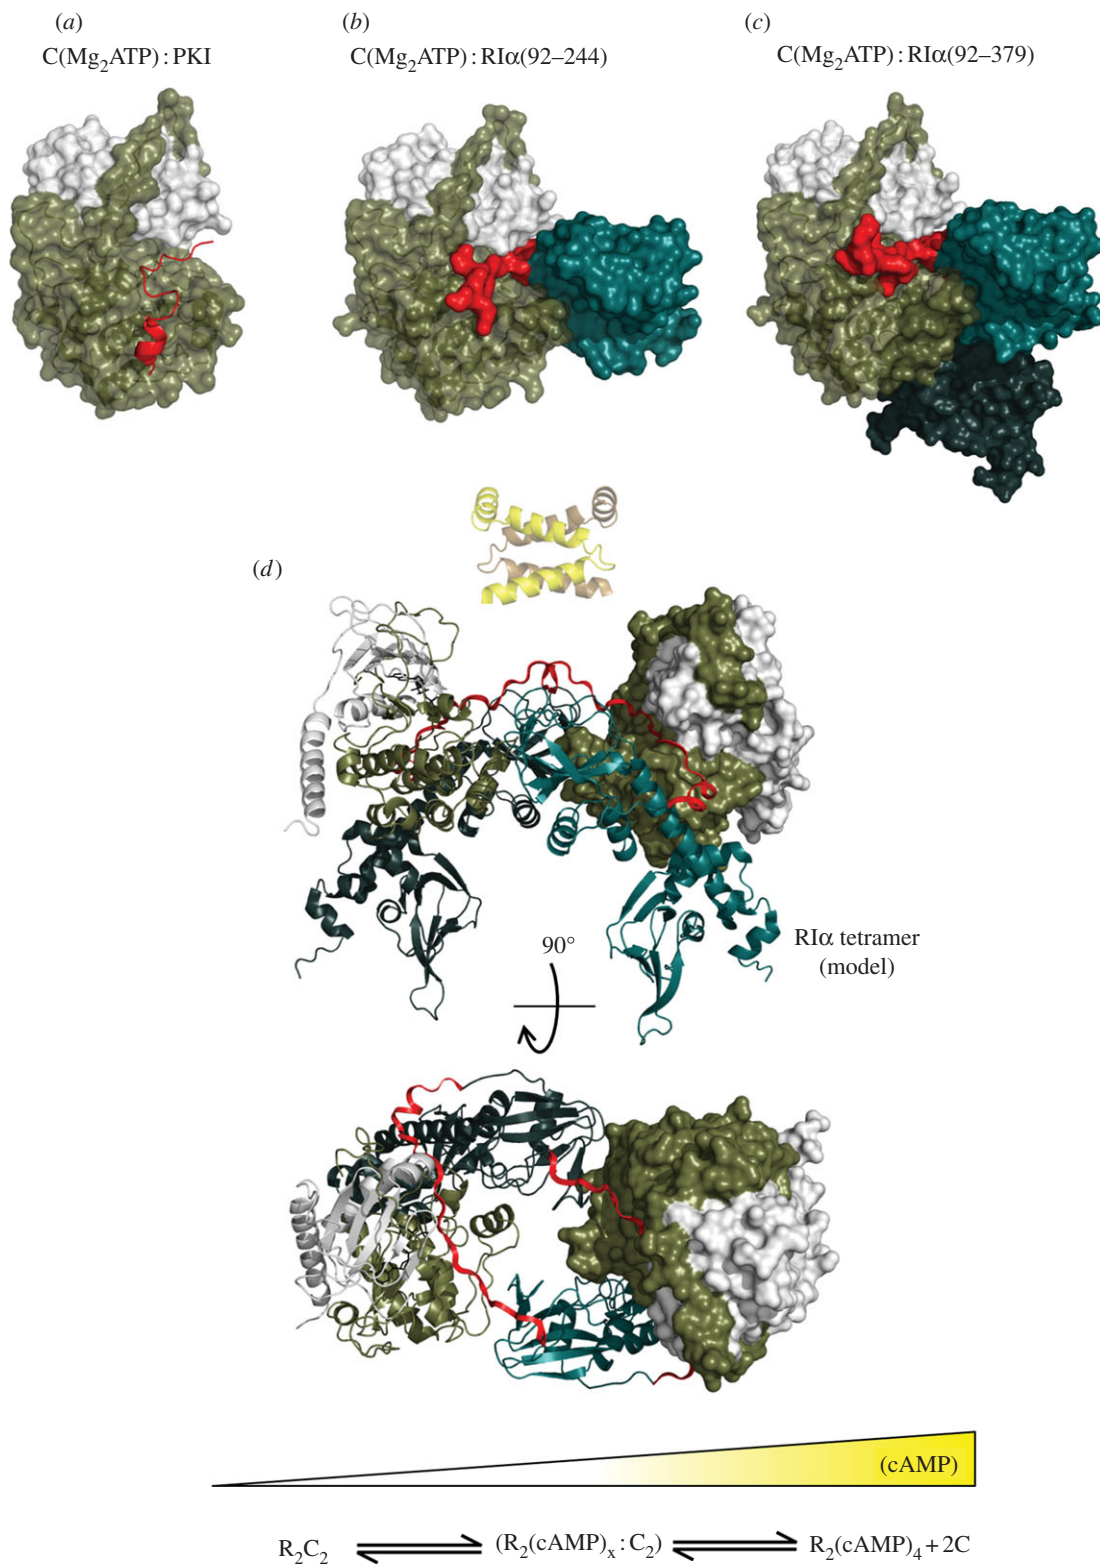 (a)
C(Mg2ATP):PKI
(b)
C(Mg2ATP):RIα(92–244)
(c)
C(Mg2ATP):RIα(92–379)
(d)
90°
RIα tetramer
(model)
(cAMP)
R2C2
(R2(cAMP)x:C2)
R2(cAMP)4+2C